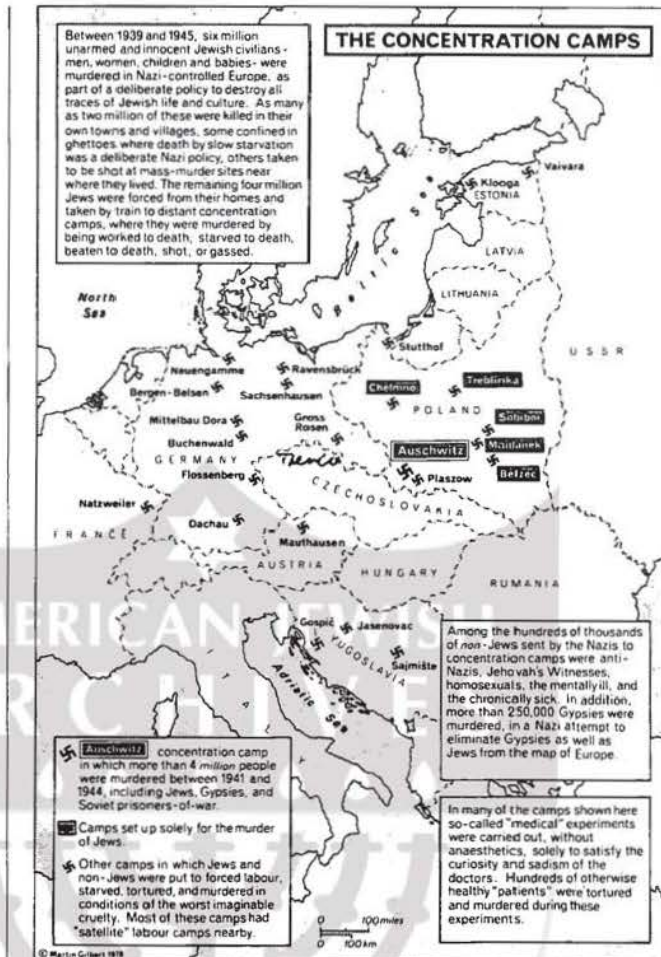 THE CONCENTRATION CAMPS
Between 1939 and 1945, six million
unarmed and innocent Jewish civilians -
men, women, children and babies - were
murdered in Nazi-controlled Europe, as
part of a deliberate policy to destroy all
traces of Jewish life and culture. As many
as two million of these were killed in their
own towns and villages, some confined in
ghettoes where death by slow starvation
was a deliberate Nazi policy, others taken
to be shot at mass-murder sites near
where they lived. The remaining four million
Jews were forced from their homes and
taken by train to distant concentration
camps, where they were murdered by
being worked to death, starved to death,
beaten to death, shot, or gassed.
Vaivara
Klooga
ESTONIA
Baltic Sea
LATVIA
LITHUANIA
North
Sea
USSR
Stutthof
Neuengamme
Ravensbrück
Bergen-Belsen
Sachsenhausen
Chelmno
Treblinka
POLAND
Sobibor
Mittelbau Dora
Gross
Rosen
Buchenwald
Auschwitz
Maidanek
GERMANY
Plaszow
Belzec
Flossenberg
CZECHOSLOVAKIA
Natzweiler
FRANCE
Dachau
Mauthausen
AUSTRIA
HUNGARY
RUMANIA
Gospič
Jasenovac
YUGOSLAVIA
Sajmište
Adriatic Sea
ITALY
Among the hundreds of thousands
of non-Jews sent by the Nazis to
concentration camps were anti-
Nazis, Jehovah's Witnesses,
homosexuals, the mentally ill, and
the chronically sick. In addition,
more than 250,000 Gypsies were
murdered, in a Nazi attempt to
eliminate Gypsies as well as
Jews from the map of Europe.
Auschwitz concentration camp
in which more than 4 million people
were murdered between 1941 and
1944, including Jews, Gypsies, and
Soviet prisoners-of-war.
Camps set up solely for the murder
of Jews.
Other camps in which Jews and
non-Jews were put to forced labour,
starved, tortured, and murdered in
conditions of the worst imaginable
cruelty. Most of these camps had
"satellite" labour camps nearby.
In many of the camps shown here
so-called "medical" experiments
were carried out, without
anaesthetics, solely to satisfy the
curiosity and sadism of the
doctors. Hundreds of otherwise
healthy "patients" were tortured
and murdered during these
experiments.
0 100 miles
0 100 km
© Martin Gilbert 1978
AMERICAN JEWISH
ARCHIVES